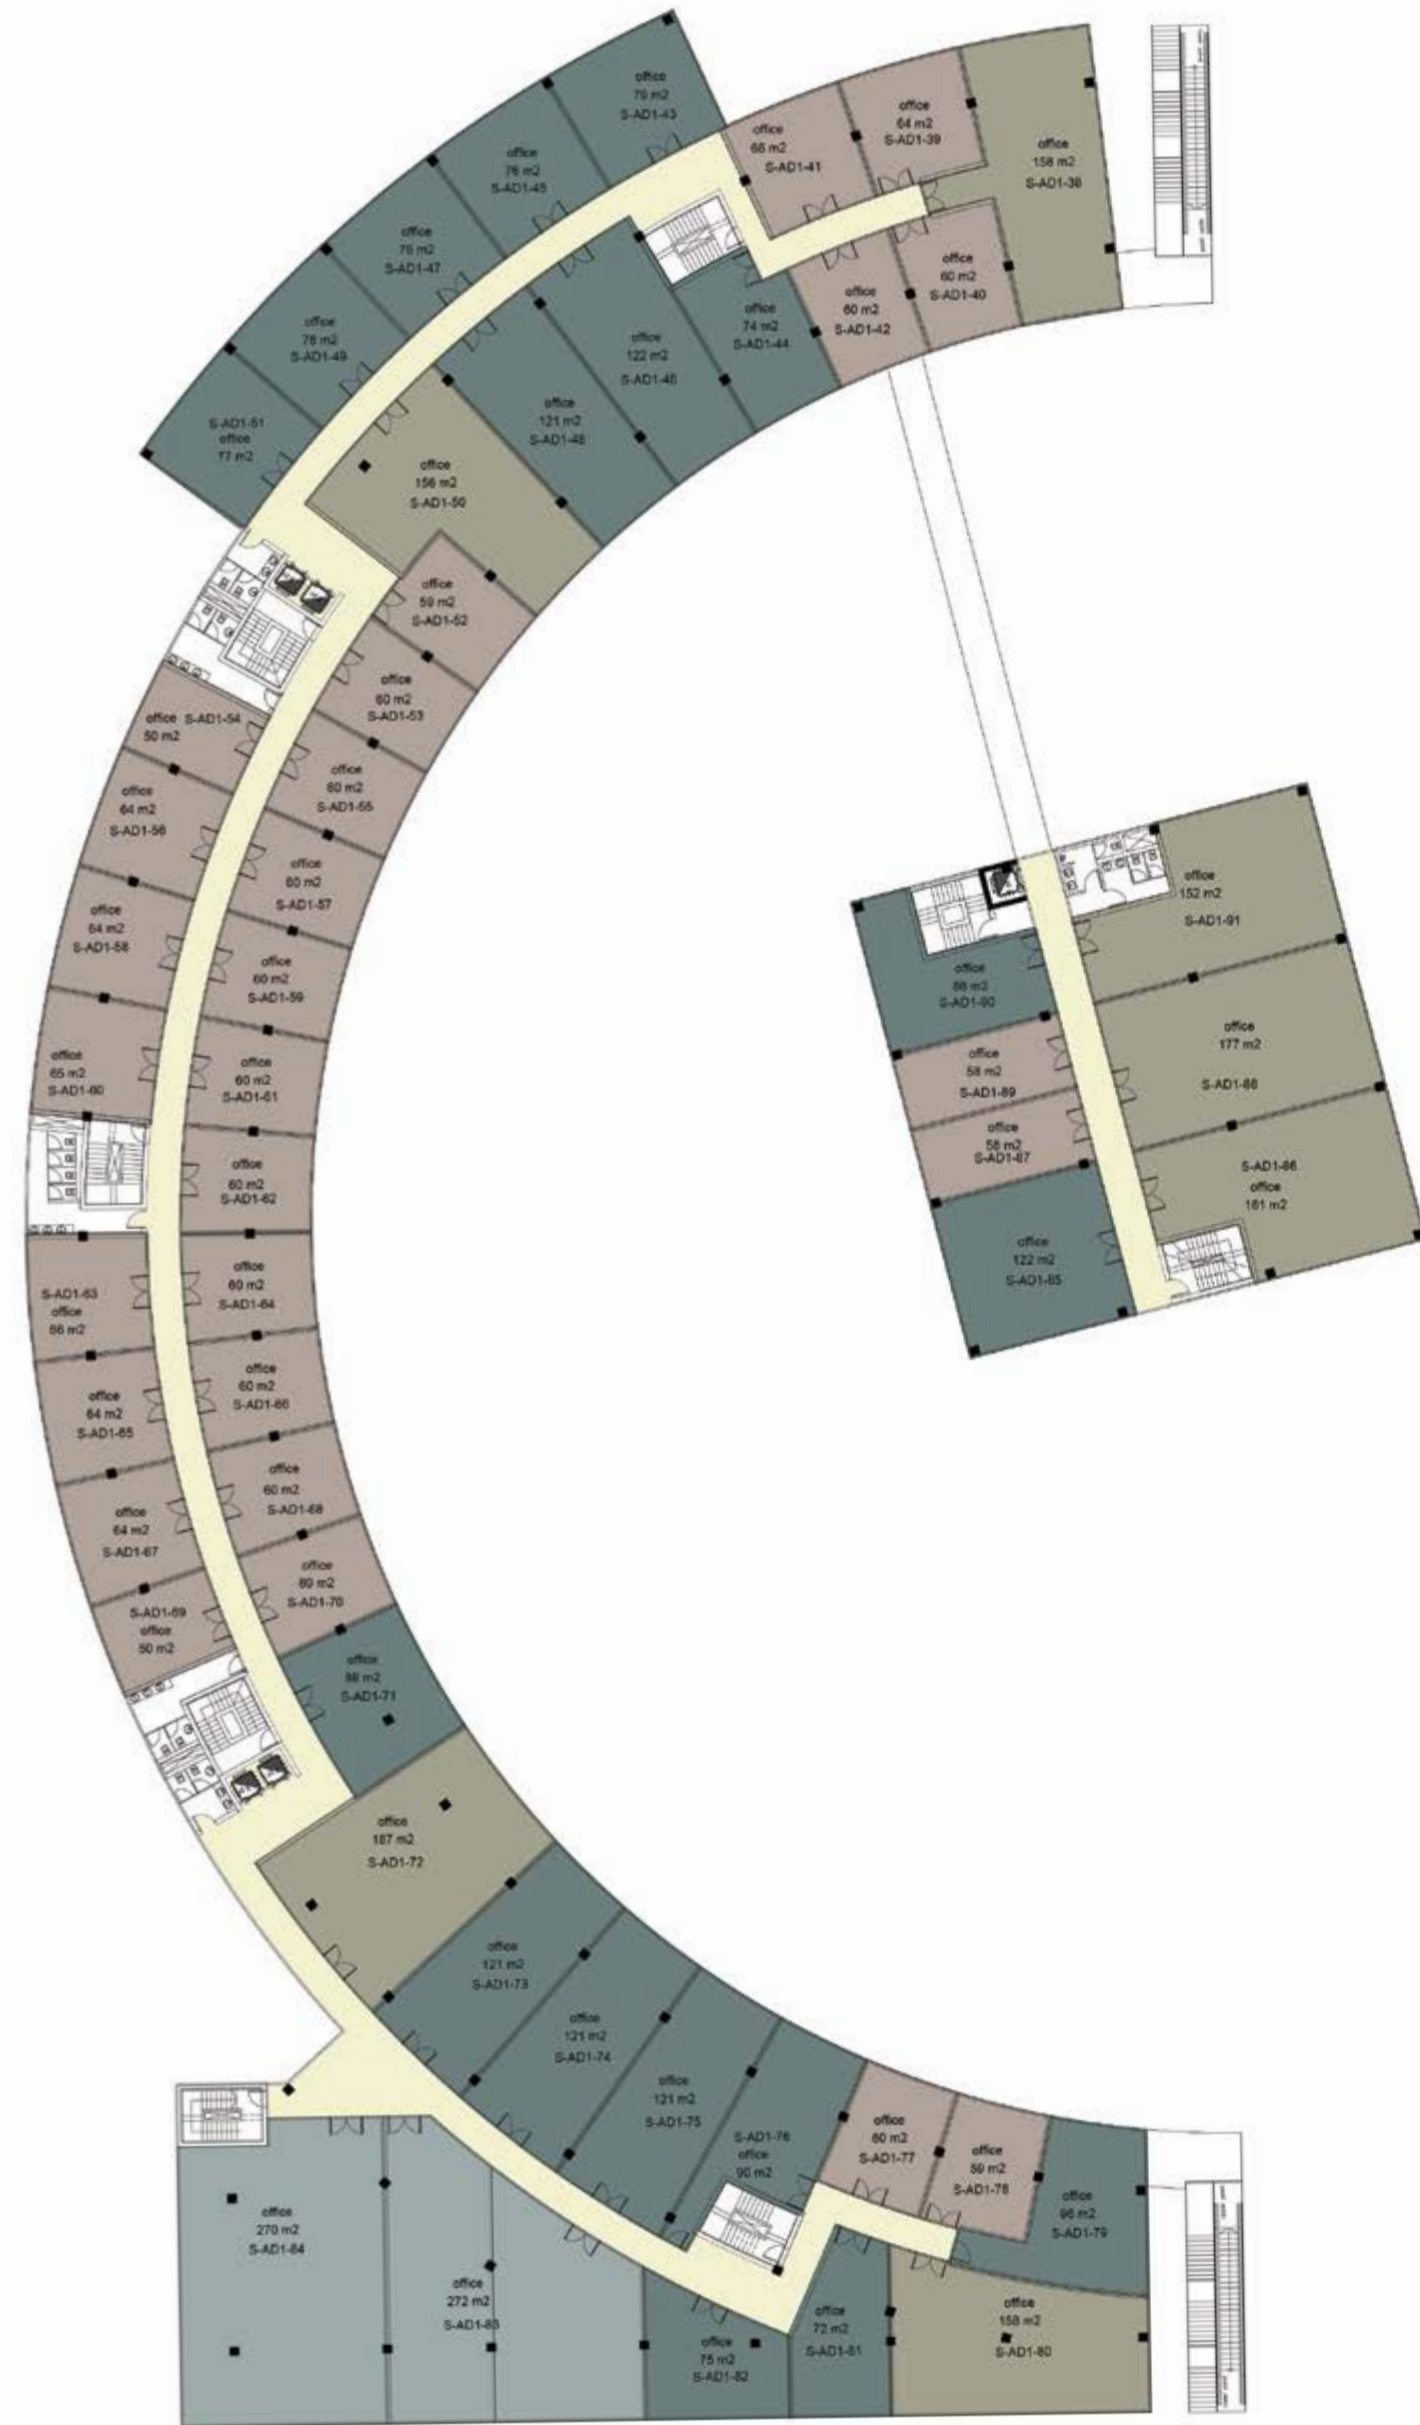 office
79 m2
S-AD1-43
office
66 m2
S-AD1-41
office
64 m2
S-AD1-39
office
158 m2
S-AD1-38
office
76 m2
S-AD1-45
office
79 m2
S-AD1-47
office
78 m2
S-AD1-49
S-AD1-51
office
77 m2
office
122 m2
S-AD1-46
office
74 m2
S-AD1-44
office
60 m2
S-AD1-42
office
60 m2
S-AD1-40
office
121 m2
S-AD1-48
office
156 m2
S-AD1-50
office
59 m2
S-AD1-52
office
60 m2
S-AD1-53
office S-AD1-54
50 m2
office
60 m2
S-AD1-55
office
64 m2
S-AD1-56
office
60 m2
S-AD1-57
office
64 m2
S-AD1-58
office
60 m2
S-AD1-59
office
65 m2
S-AD1-60
office
60 m2
S-AD1-61
office
60 m2
S-AD1-62
S-AD1-63
office
66 m2
office
60 m2
S-AD1-64
office
64 m2
S-AD1-65
office
60 m2
S-AD1-66
office
64 m2
S-AD1-67
office
60 m2
S-AD1-68
S-AD1-69
office
50 m2
office
60 m2
S-AD1-70
office
88 m2
S-AD1-71
office
187 m2
S-AD1-72
office
121 m2
S-AD1-73
office
121 m2
S-AD1-74
office
121 m2
S-AD1-75
S-AD1-76
office
90 m2
office
60 m2
S-AD1-77
office
59 m2
S-AD1-78
office
96 m2
S-AD1-79
office
158 m2
S-AD1-80
office
72 m2
S-AD1-81
office
75 m2
S-AD1-82
office
272 m2
S-AD1-83
office
270 m2
S-AD1-84
office
152 m2
S-AD1-91
office
88 m2
S-AD1-90
office
177 m2
S-AD1-88
office
58 m2
S-AD1-89
office
58 m2
S-AD1-87
S-AD1-86
office
161 m2
office
122 m2
S-AD1-85